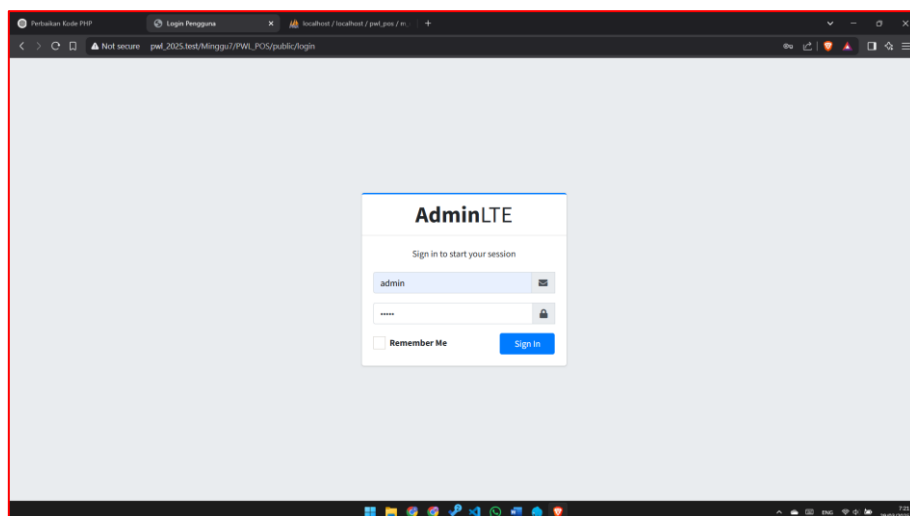 Perbaikan Kode PHP
Login Pengguna
localhost / localhost / pwl_pos / m_
Not secure
pwl_2025.test/Minggu7/PWL_POS/public/login
AdminLTE
Sign in to start your session
admin
Remember Me
Sign In
ENG